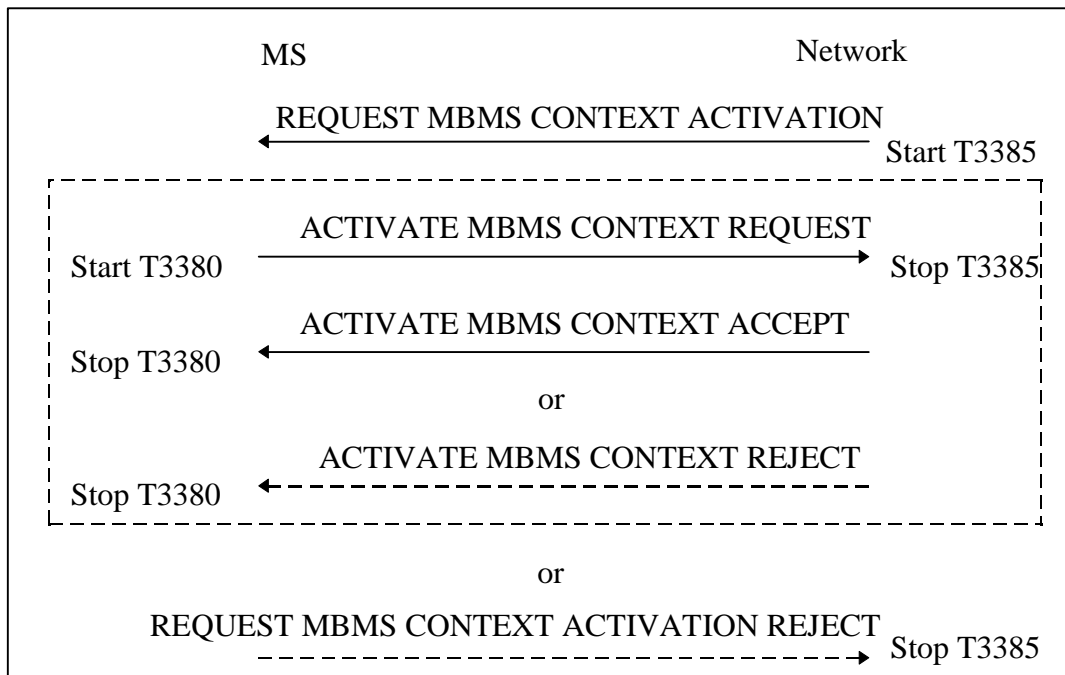 MS
Network
REQUEST MBMS CONTEXT ACTIVATION
Start T3385
ACTIVATE MBMS CONTEXT REQUEST
Start T3380
Stop T3385
ACTIVATE MBMS CONTEXT ACCEPT
Stop T3380
or
ACTIVATE MBMS CONTEXT REJECT
Stop T3380
or
REQUEST MBMS CONTEXT ACTIVATION REJECT
Stop T3385